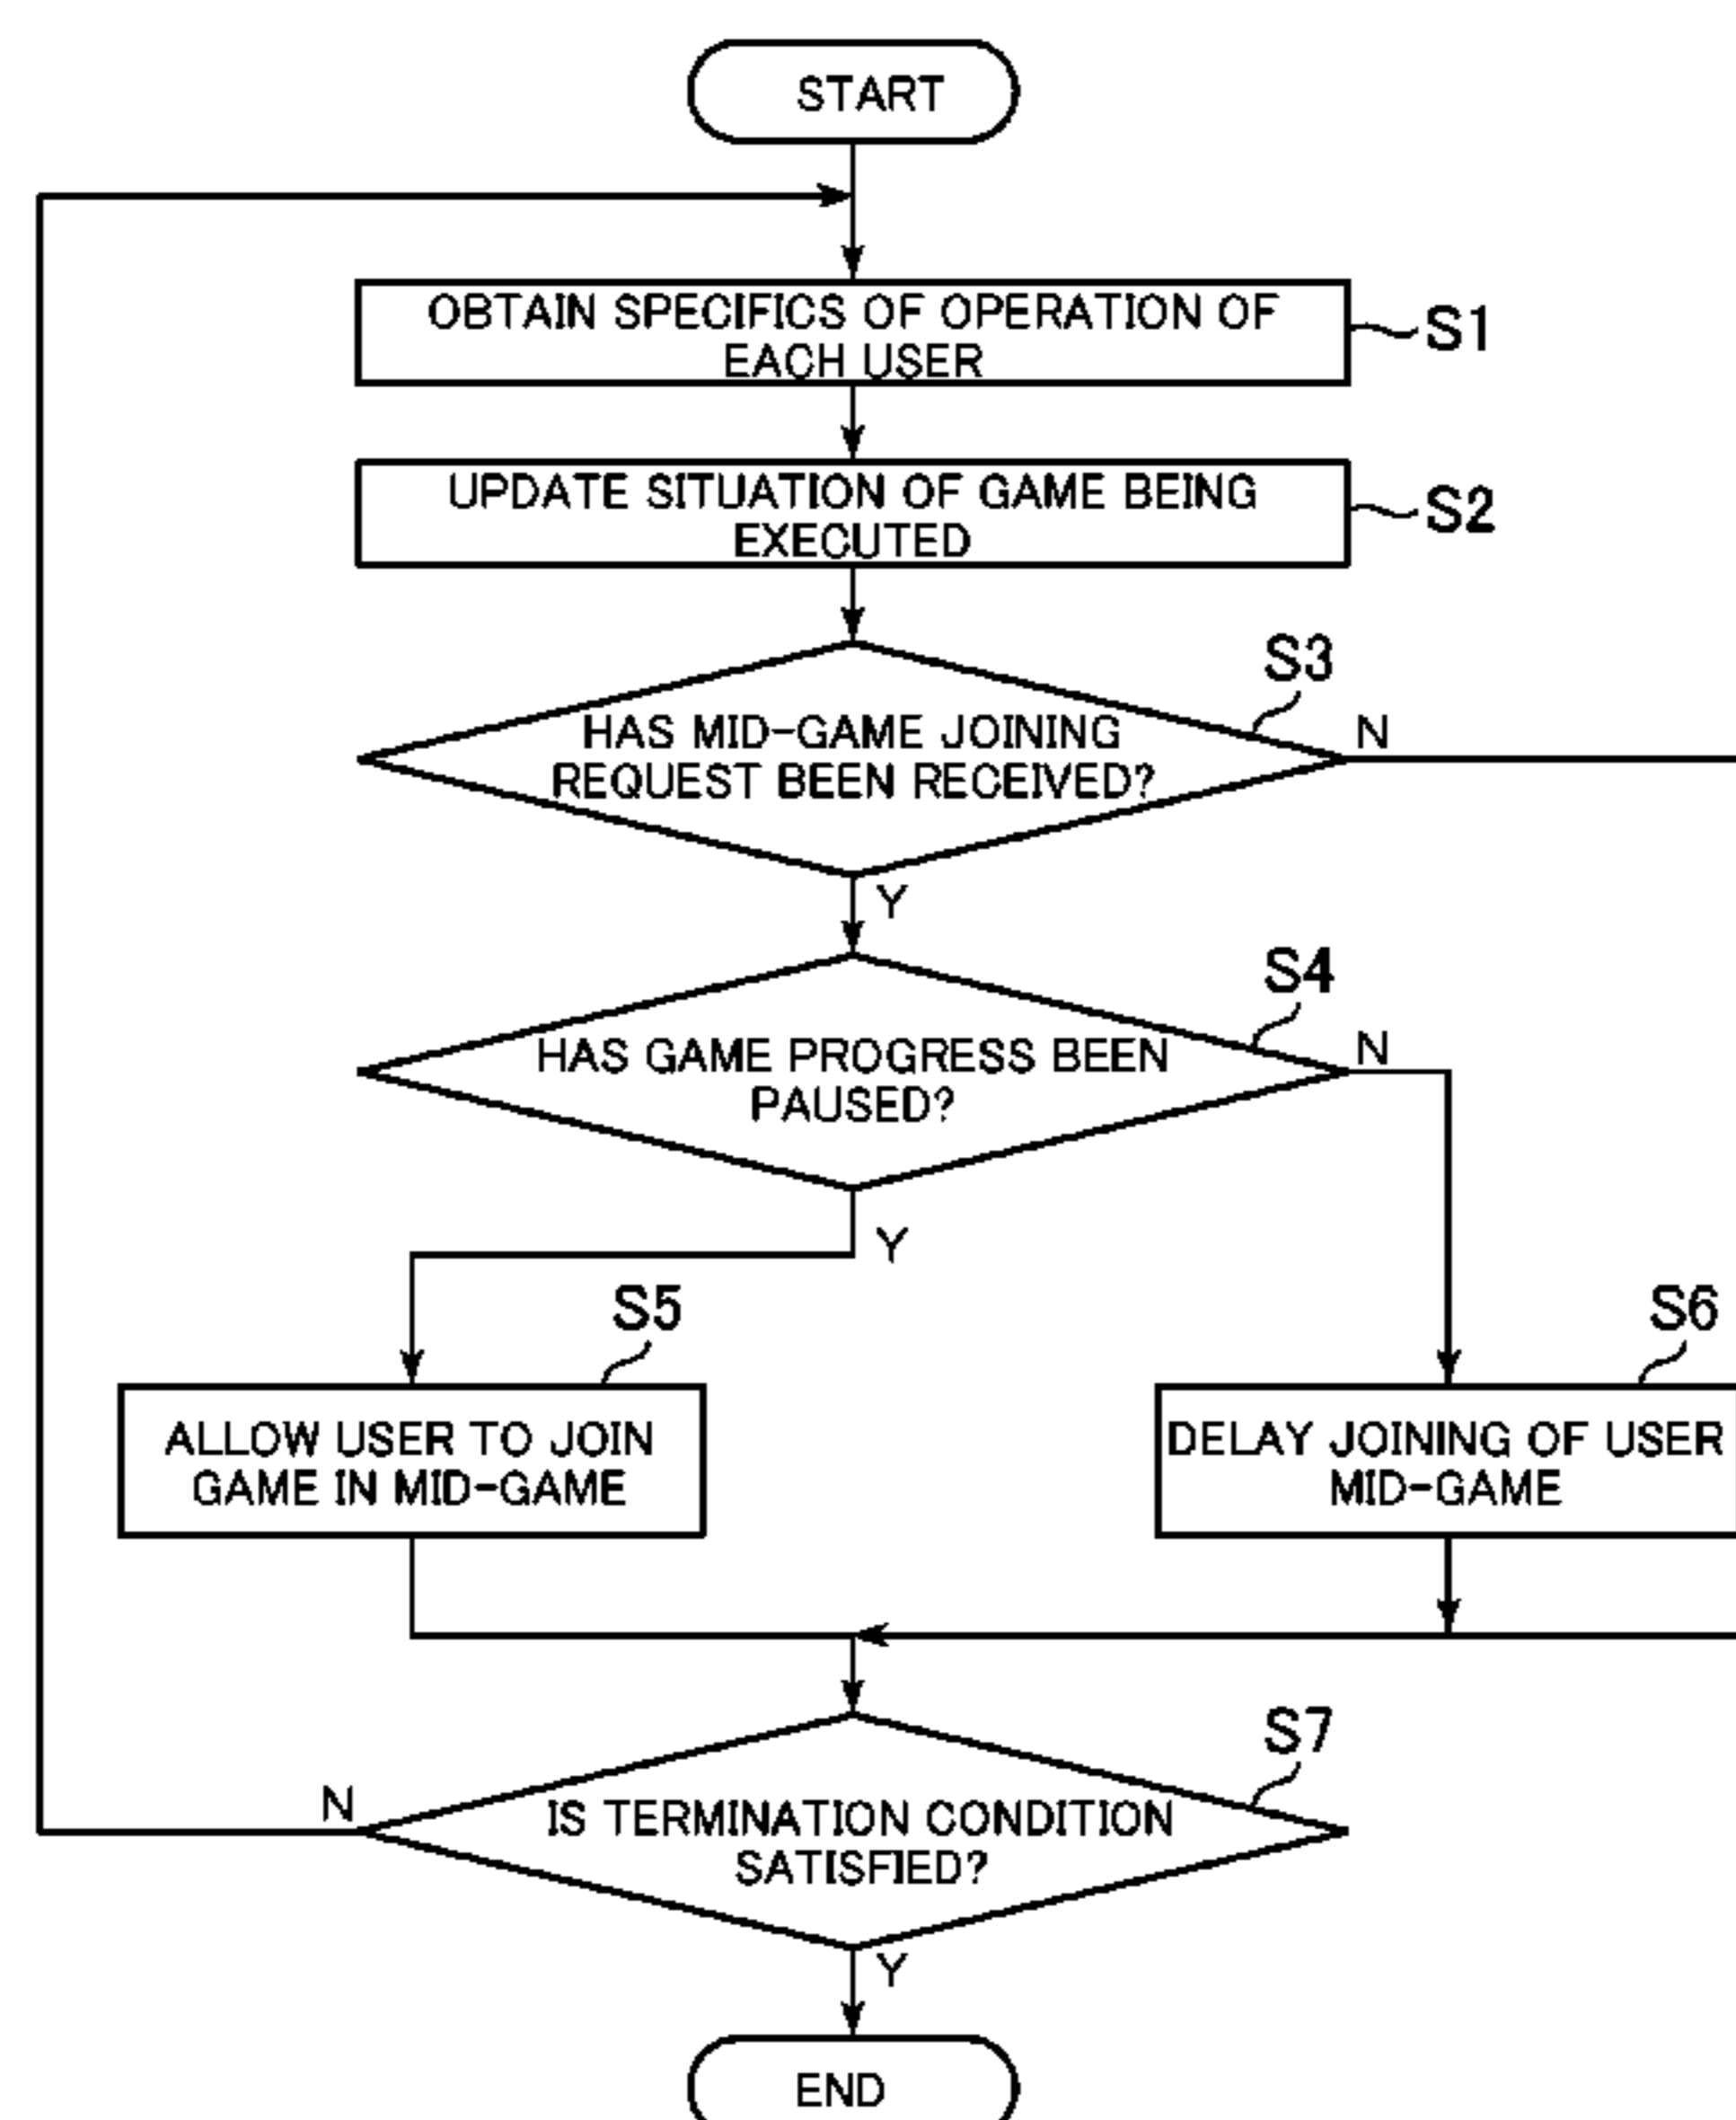 START
OBTAIN SPECIFICS OF OPERATION OF
EACH USER
S1
UPDATE SITUATION OF GAME BEING
EXECUTED
S2
S3
HAS MID-GAME JOINING
REQUEST BEEN RECEIVED?
N
Y
S4
HAS GAME PROGRESS BEEN
PAUSED?
N
Y
S5
ALLOW USER TO JOIN
GAME IN MID-GAME
S6
DELAY JOINING OF USER
MID-GAME
S7
IS TERMINATION CONDITION
SATISFIED?
N
Y
END